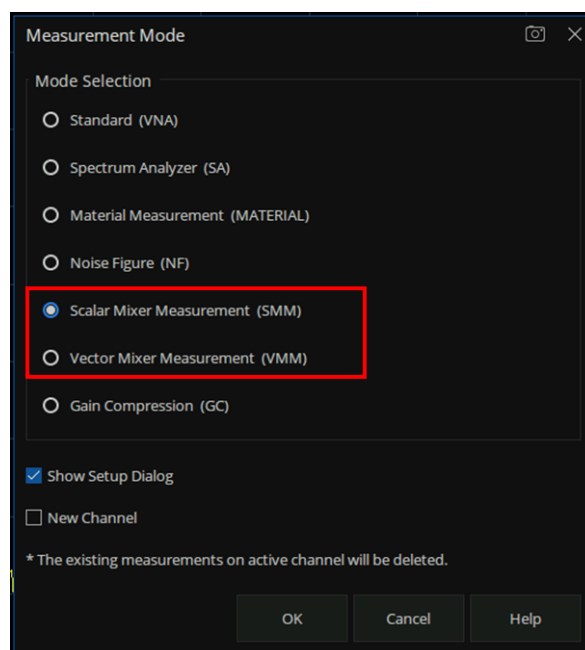 Measurement Mode
Mode Selection
Standard (VNA)
Spectrum Analyzer (SA)
Material Measurement (MATERIAL)
Noise Figure (NF)
Scalar Mixer Measurement (SMM)
Vector Mixer Measurement (VMM)
Gain Compression (GC)
Show Setup Dialog
New Channel
* The existing measurements on active channel will be deleted.
OK Cancel Help